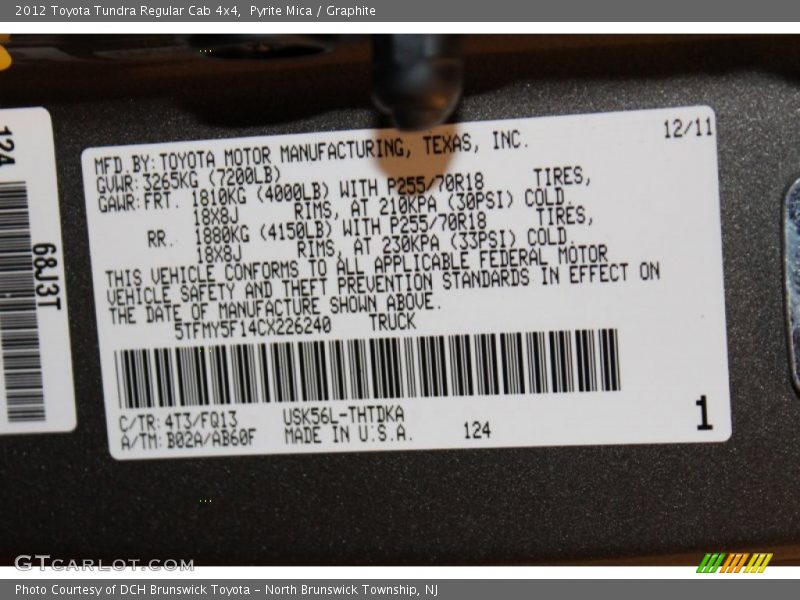 2012 Toyota Tundra Regular Cab 4x4,  Pyrite Mica / Graphite
124
68J3T
12/11
MFD.BY:TOYOTA MOTOR MANUFACTURING, TEXAS, INC.
GVWR:3265KG (7200LB)
GAWR:FRT. 1810KG (4000LB) WITH P255/70R18 TIRES,
18X8J RIMS, AT 210KPA (30PSI) COLD.
RR. 1880KG (4150LB) WITH P255/70R18 TIRES,
18X8J RIMS, AT 230KPA (33PSI) COLD.
THIS VEHICLE CONFORMS TO ALL APPLICABLE FEDERAL MOTOR
VEHICLE SAFETY AND THEFT PREVENTION STANDARDS IN EFFECT ON
THE DATE OF MANUFACTURE SHOWN ABOVE.
5TFMY5F14CX226240 TRUCK
C/TR:4T3/FQ13 USK56L-THTDKA
A/TM:B02A/AB60F MADE IN U.S.A. 124
1
GTCARLOT.COM
Photo Courtesy of DCH Brunswick Toyota – North Brunswick Township, NJ